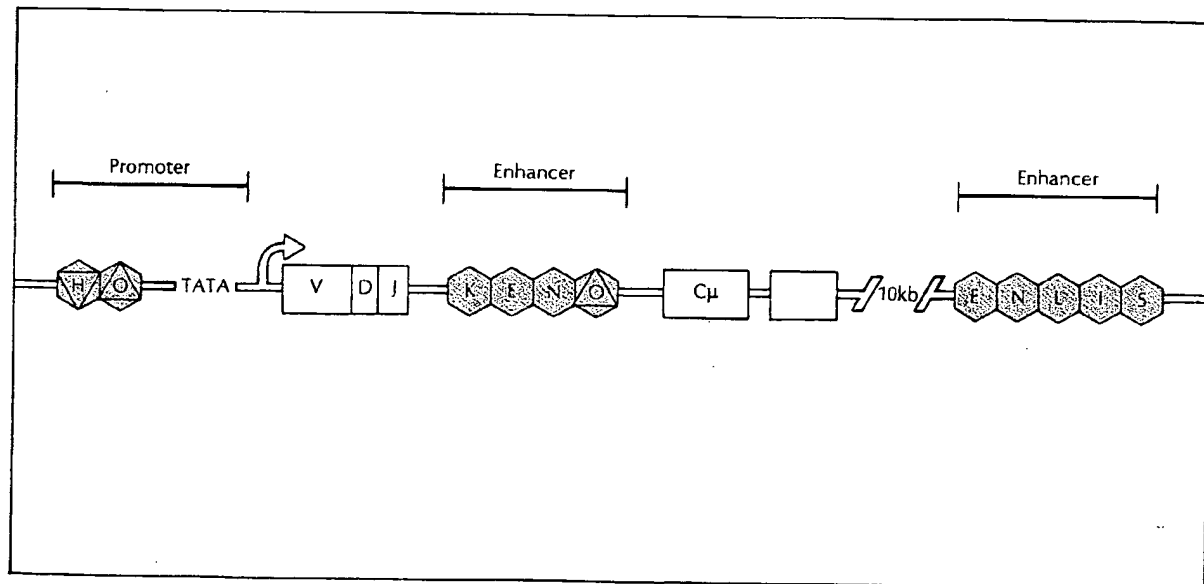 Promoter Enhancer Enhancer
H O TATA V D J K E N O Cμ 10kb E N L I S